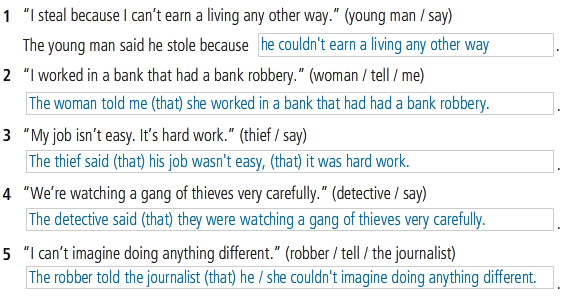 1 “I steal because I can’t earn a living any other way.” (young man / say)
The young man said he stole because he couldn't earn a living any other way .
2 “I worked in a bank that had a bank robbery.” (woman / tell / me)
The woman told me (that) she worked in a bank that had had a bank robbery. .
3 “My job isn’t easy. It’s hard work.” (thief / say)
The thief said (that) his job wasn't easy, (that) it was hard work. .
4 “We’re watching a gang of thieves very carefully.” (detective / say)
The detective said (that) they were watching a gang of thieves very carefully. .
5 “I can’t imagine doing anything different.” (robber / tell / the journalist)
The robber told the journalist (that) he / she couldn't imagine doing anything different. .